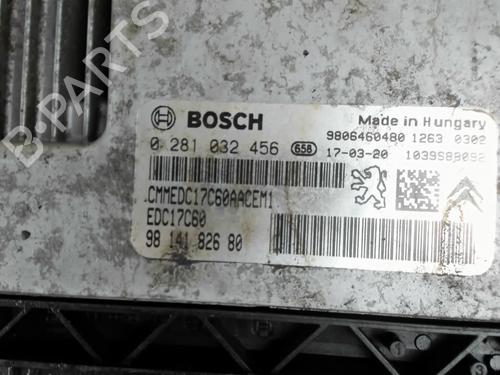 B-PARTS
BOSCH
Made in Hungary
9806460480 1263 0302
0 281 032 456 658 17-03-20 1039S88092
CMMEDC17C60AACEM1
EDC17C60
98 141 826 80